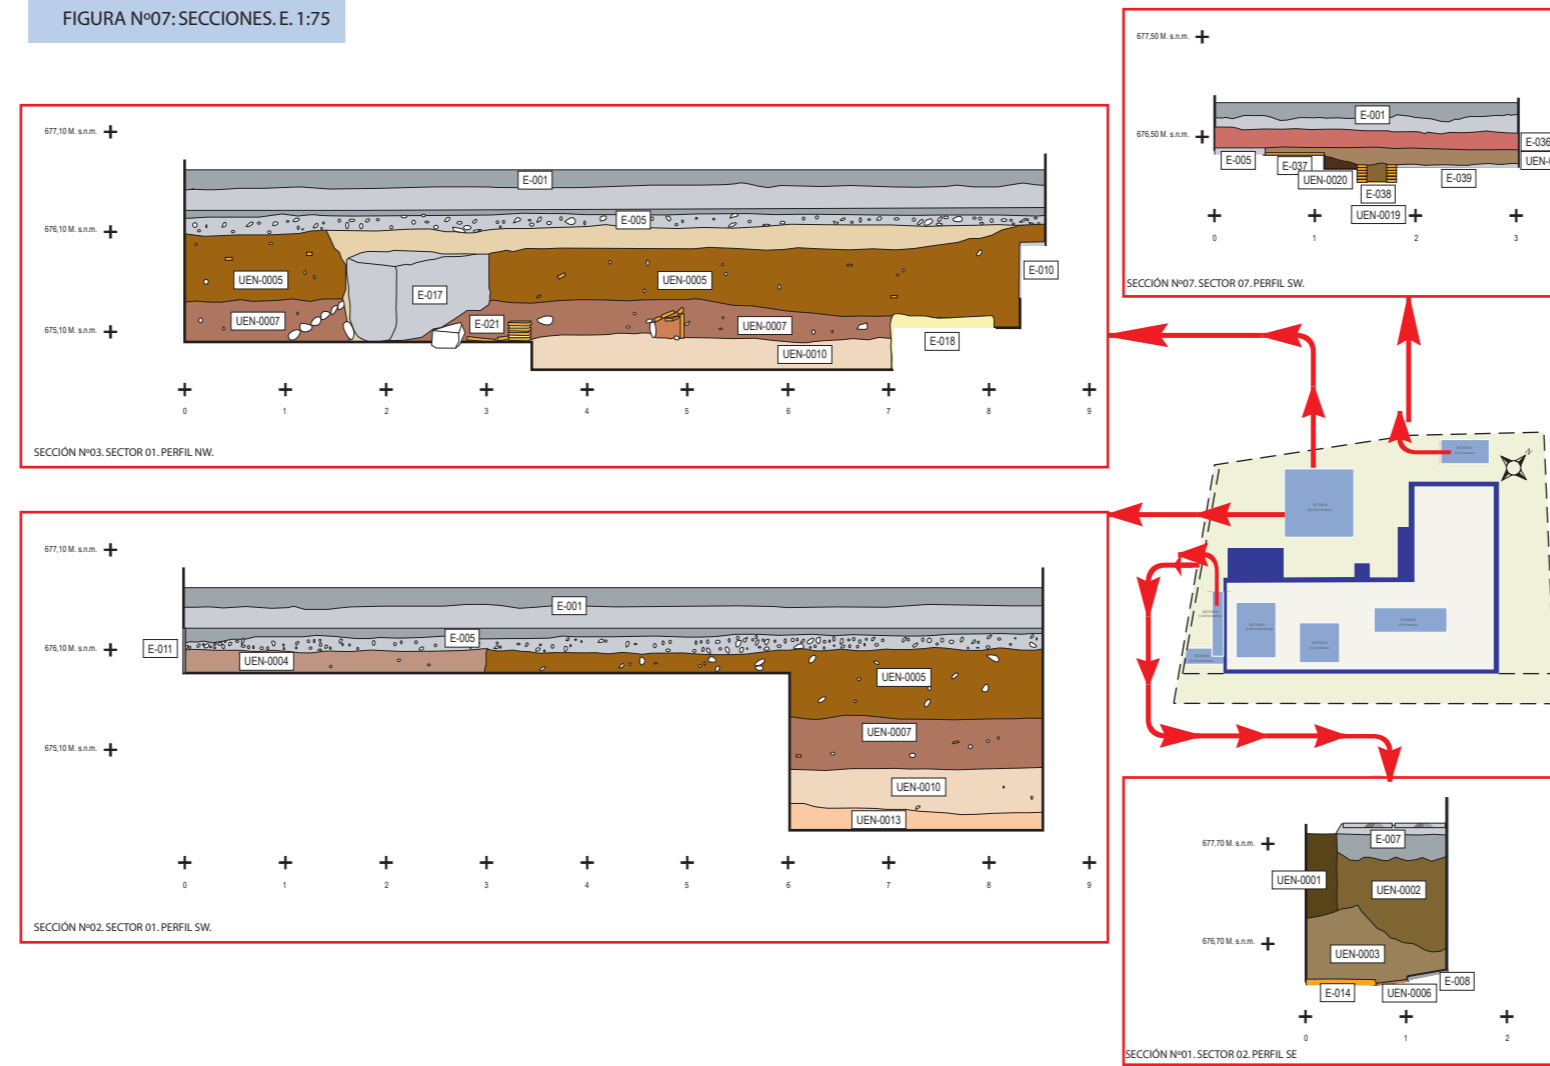 FIGURA Nº07: SECCIONES. E. 1:75
677,10 M. s.n.m.
E-001
E-005
676,10 M. s.n.m.
UEN-0005
UEN-0005
E-010
E-017
UEN-0007
E-021
UEN-0007
675,10 M. s.n.m.
E-018
UEN-0010
0 1 2 3 4 5 6 7 8 9
SECCIÓN Nº03. SECTOR 01. PERFIL NW.
677,10 M. s.n.m.
E-001
E-005
676,10 M. s.n.m.
E-011
UEN-0004
UEN-0005
UEN-0007
675,10 M. s.n.m.
UEN-0010
UEN-0013
0 1 2 3 4 5 6 7 8 9
SECCIÓN Nº02. SECTOR 01. PERFIL SW.
677,50 M. s.n.m.
E-001
676,50 M. s.n.m.
E-036
E-005
E-037
UEN-0020
E-038
E-039
UEN-0019
0 1 2 3
SECCIÓN Nº07. SECTOR 07. PERFIL SW.
N
677,70 M. s.n.m.
E-007
UEN-0001
UEN-0002
676,70 M. s.n.m.
UEN-0003
E-008
E-014
UEN-0006
0 1 2
SECCIÓN Nº01. SECTOR 02. PERFIL SE